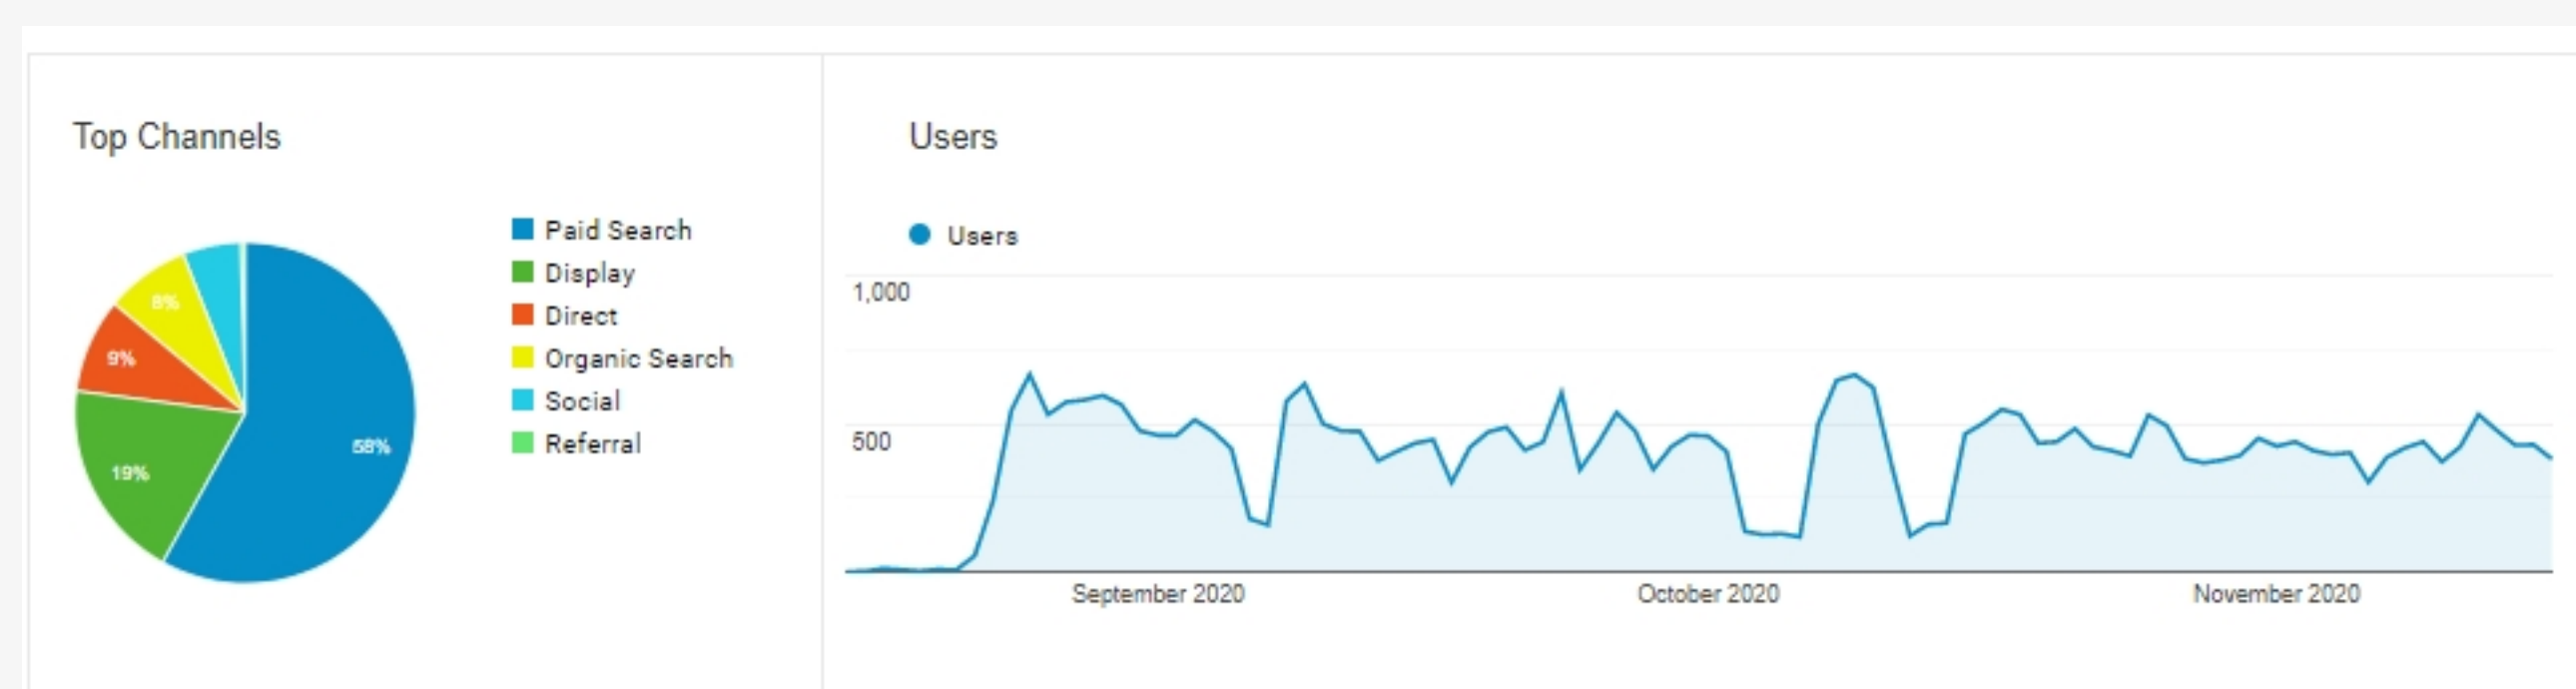 Top Channels
Paid Search
Display
Direct
Organic Search
Social
Referral
8%
9%
58%
19%
Users
Users
1,000
500
September 2020
October 2020
November 2020